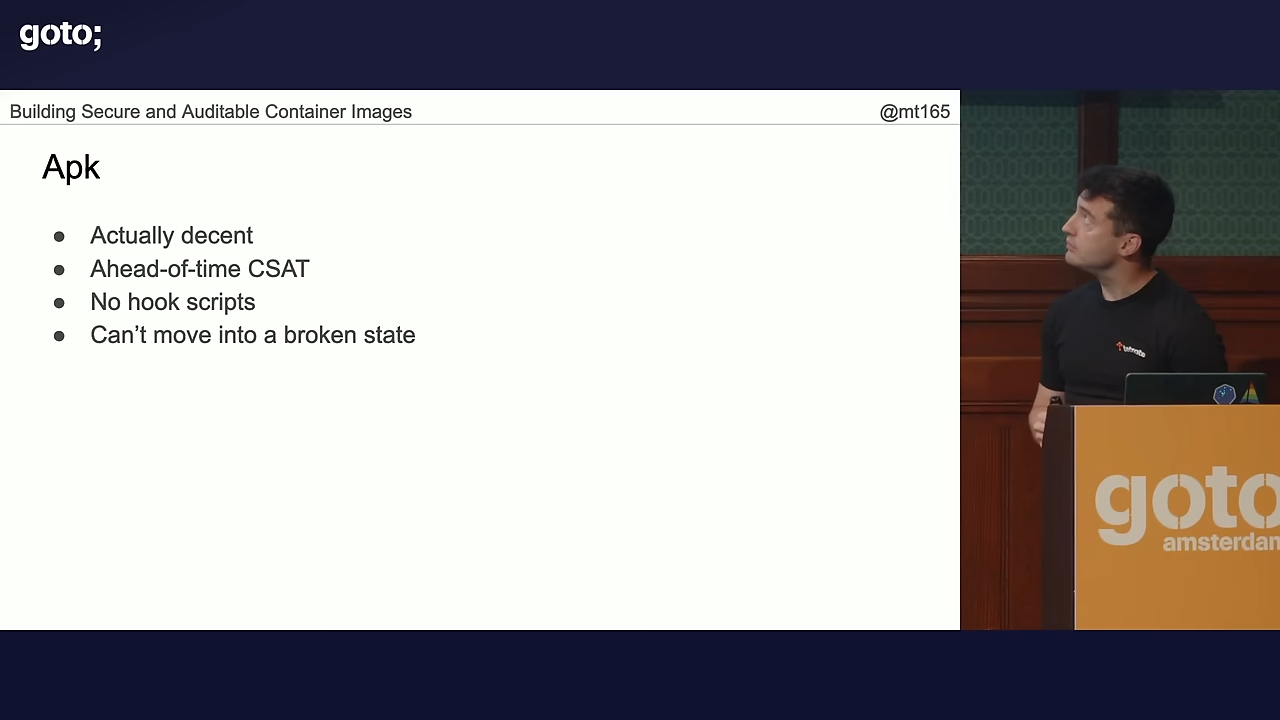 goto;
Building Secure and Auditable Container Images
@mt165
Apk
● Actually decent
● Ahead-of-time CSAT
● No hook scripts
● Can’t move into a broken state
tetrate
goto
amsterdam